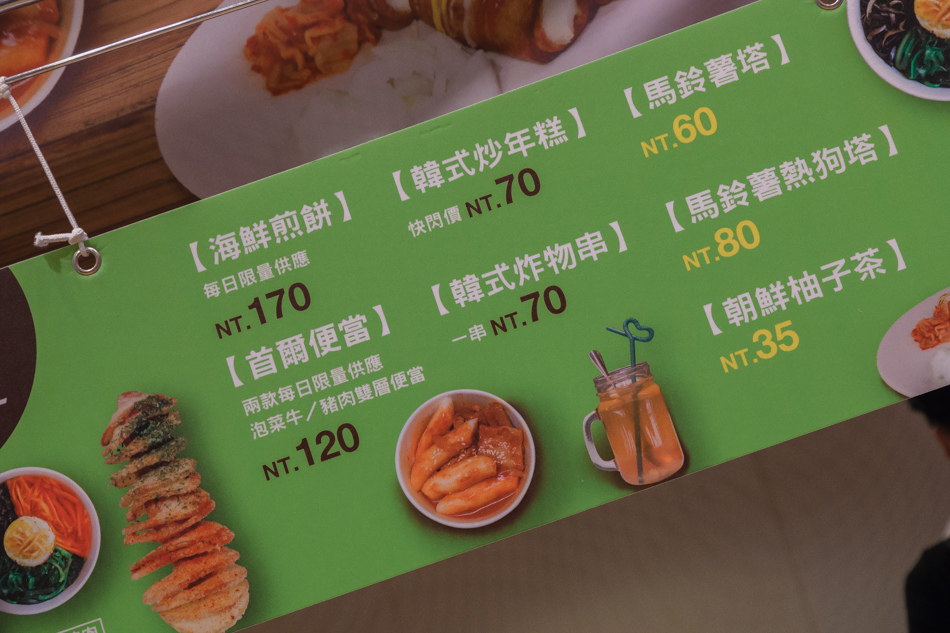 【海鮮煎餅】
每日限量供應
NT.170
【首爾便當】
兩款每日限量供應
泡菜牛／豬肉雙層便當
NT.120
【韓式炒年糕】
快閃價 NT.70
【韓式炸物串】
一串 NT.70
【馬鈴薯塔】
NT.60
【馬鈴薯熱狗塔】
NT.80
【朝鮮柚子茶】
NT.35